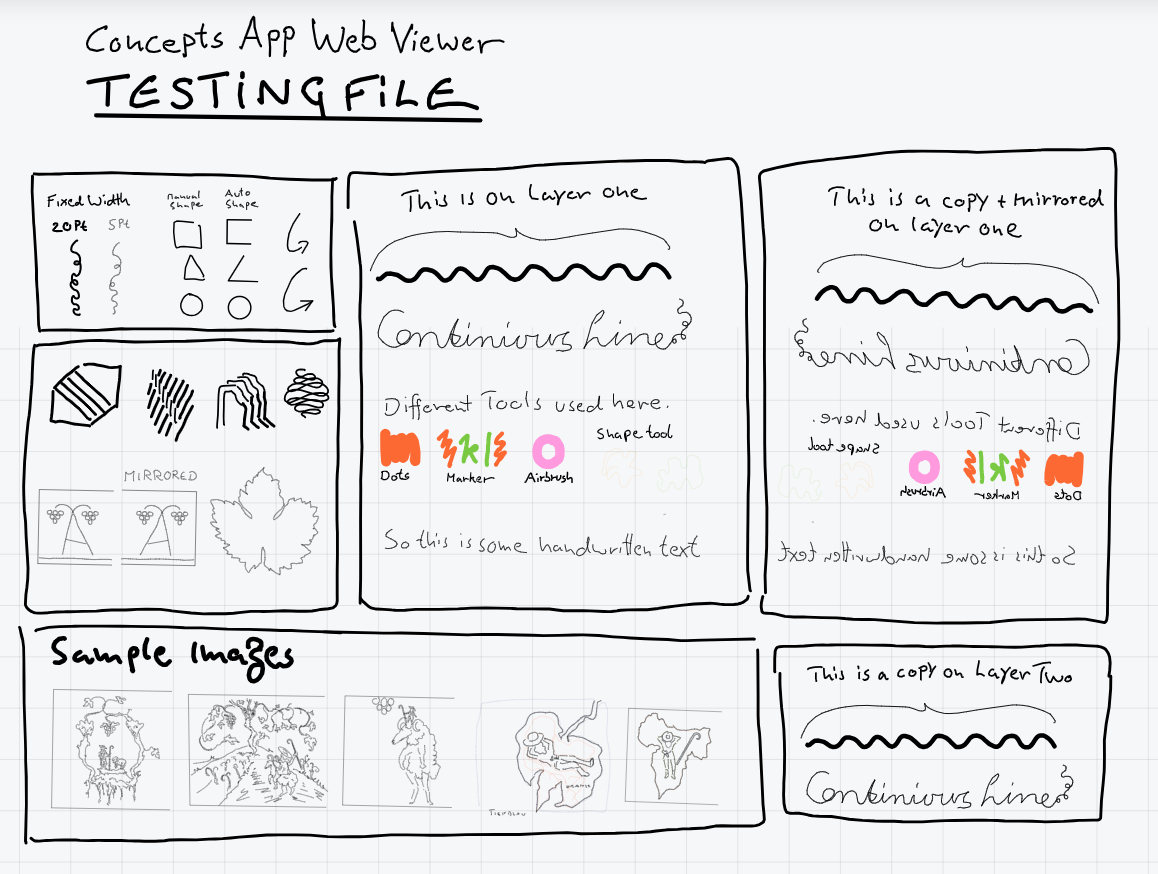 Concepts App Web Viewer
TESTING FILE
Fixed Width
20Pt 5Pt
manual shape
Auto shape
MIRRORED
This is on Layer one
Continivus Line
Different Tools used here.
Dots
Marker
Airbrush
Shape tool
So this is some handwritten text
This is a copy + mirrored
on layer one
Continivus Line
Different Tools used here.
Shape tool
Airbrush
Marker
Dots
So this is some handwritten text
Sample Images
This is a copy on Layer Two
Continivus Line